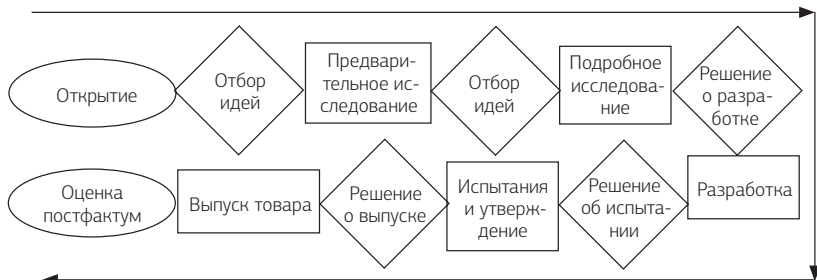 Открытие
Отбор
идей
Предвари-
тельное ис-
следование
Отбор
идей
Подробное
исследова-
ние
Решение
о разра-
ботке
Оценка
постфактум
Выпуск товара
Решение
о выпуске
Испытания
и утверж-
дение
Решение
об испыта-
нии
Разработка